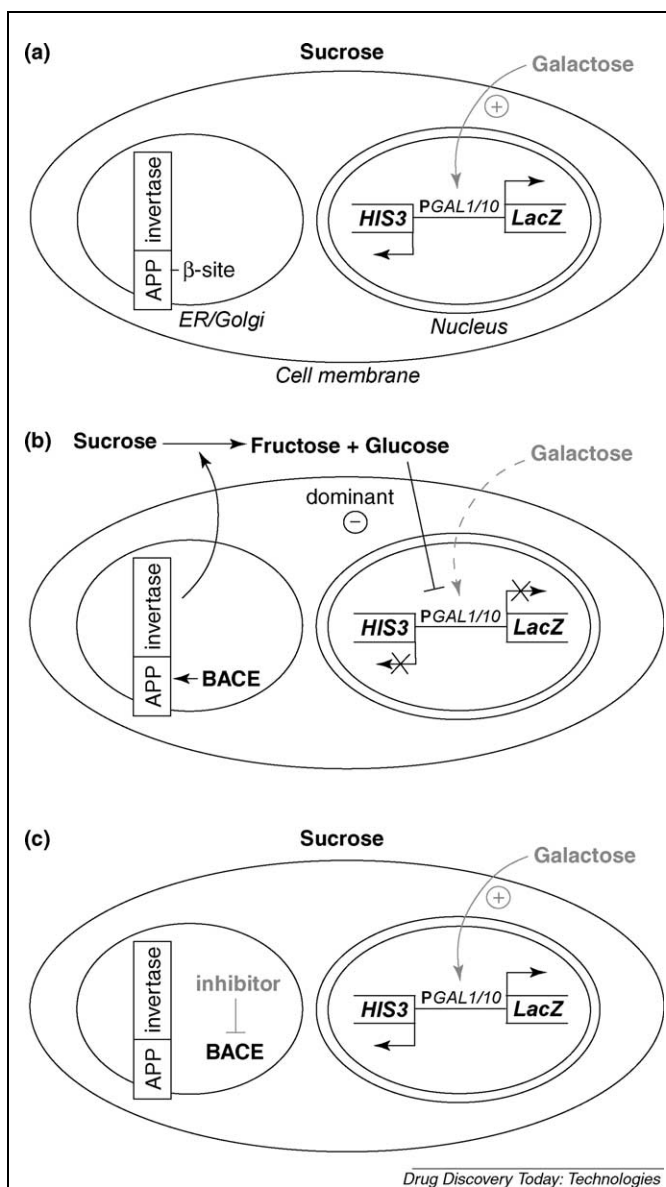 (a)
Sucrose
Galactose
+
invertase
APP
β-site
ER/Golgi
HIS3
PGAL1/10
LacZ
Nucleus
Cell membrane
(b)
Sucrose
Fructose + Glucose
Galactose
dominant
−
invertase
APP
BACE
HIS3
PGAL1/10
LacZ
(c)
Sucrose
Galactose
+
invertase
APP
inhibitor
BACE
HIS3
PGAL1/10
LacZ
Drug Discovery Today: Technologies